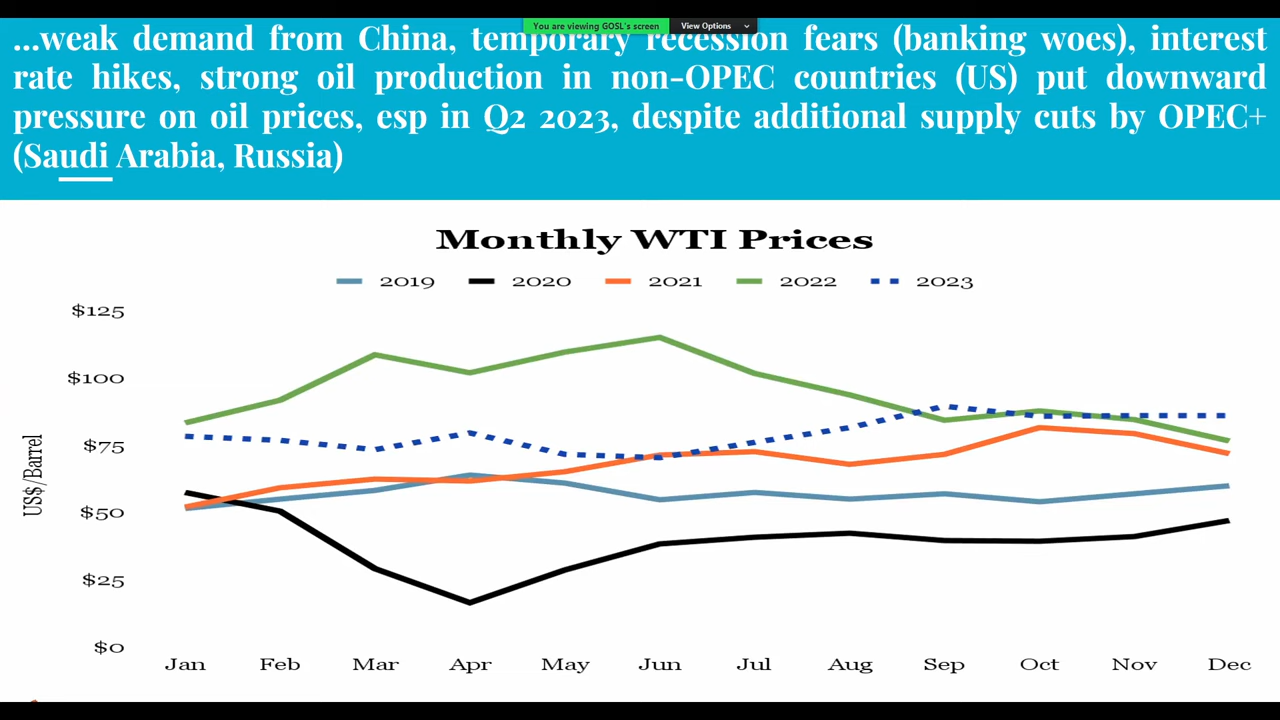 You are viewing GOSL's screen View Options
...weak demand from China, temporary recession fears (banking woes), interest
rate hikes, strong oil production in non-OPEC countries (US) put downward
pressure on oil prices, esp in Q2 2023, despite additional supply cuts by OPEC+
(Saudi Arabia, Russia)
Monthly WTI Prices
2019 2020 2021 2022 2023
$125
$100
$75
$50
$25
$0
US$/Barrel
Jan Feb Mar Apr May Jun Jul Aug Sep Oct Nov Dec